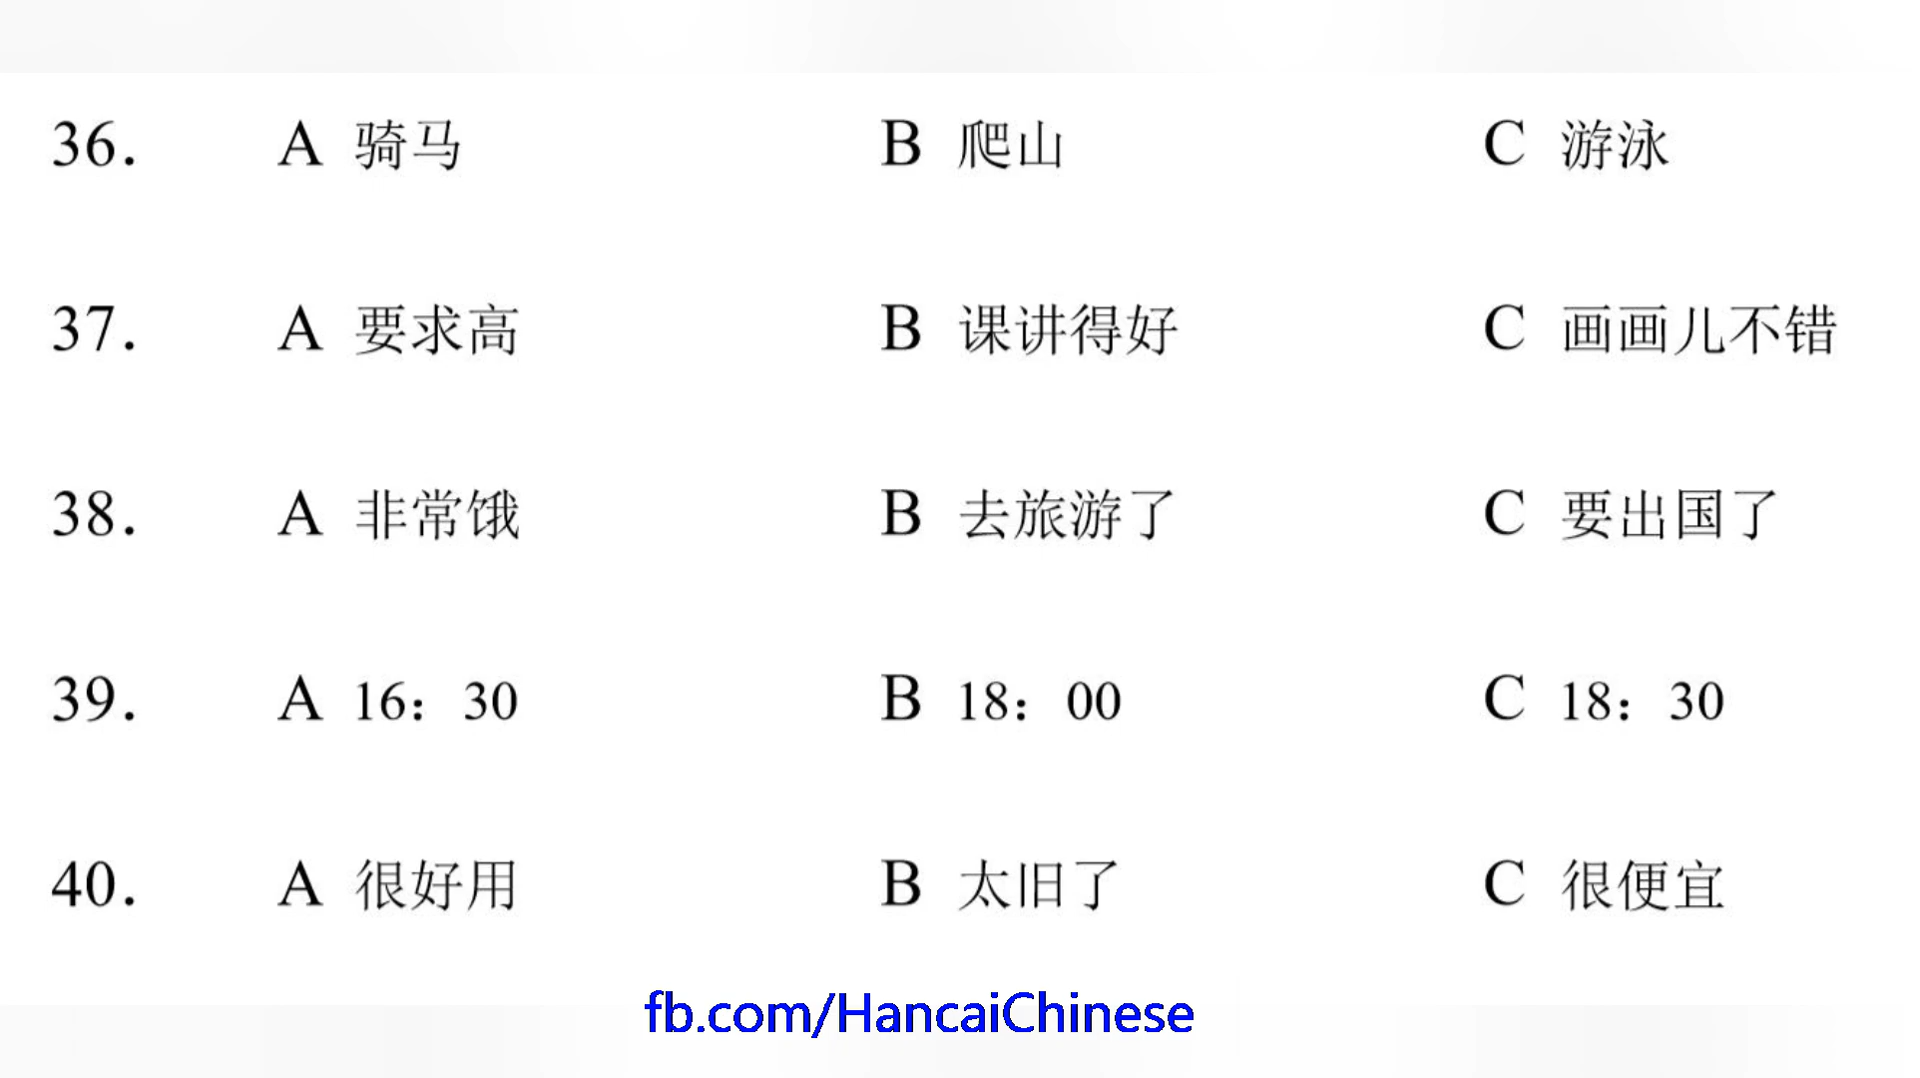 36. A 骑马 B 爬山 C 游泳
37. A 要求高 B 课讲得好 C 画画儿不错
38. A 非常饿 B 去旅游了 C 要出国了
39. A 16：30 B 18：00 C 18：30
40. A 很好用 B 太旧了 C 很便宜
fb.com/HancaiChinese